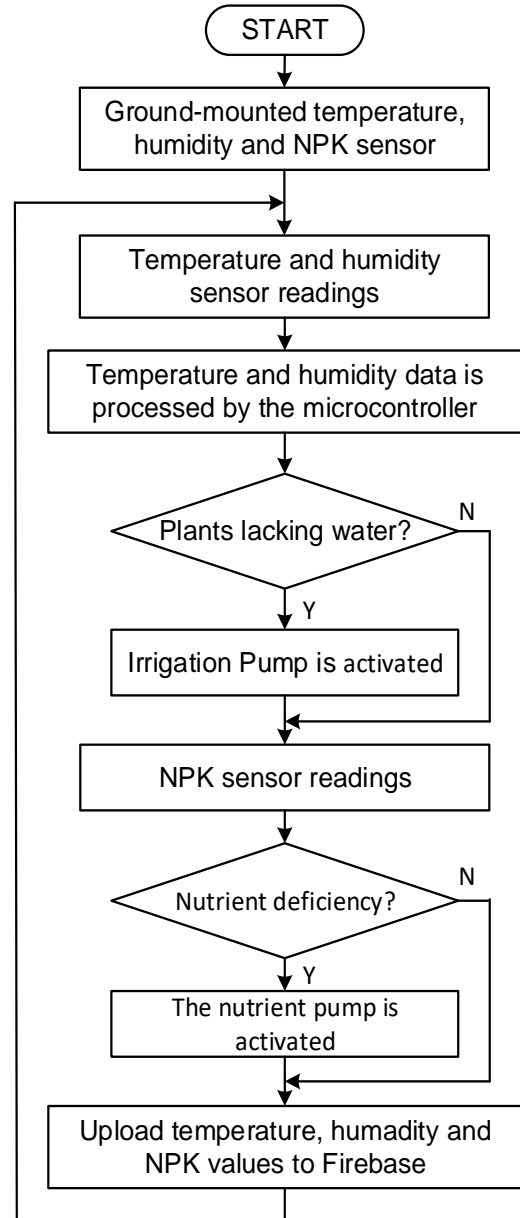 START
Ground-mounted temperature,
humidity and NPK sensor
Temperature and humidity
sensor readings
Temperature and humidity data is
processed by the microcontroller
Plants lacking water?
N
Y
Irrigation Pump is activated
NPK sensor readings
Nutrient deficiency?
N
Y
The nutrient pump is
activated
Upload temperature, humadity and
NPK values to Firebase